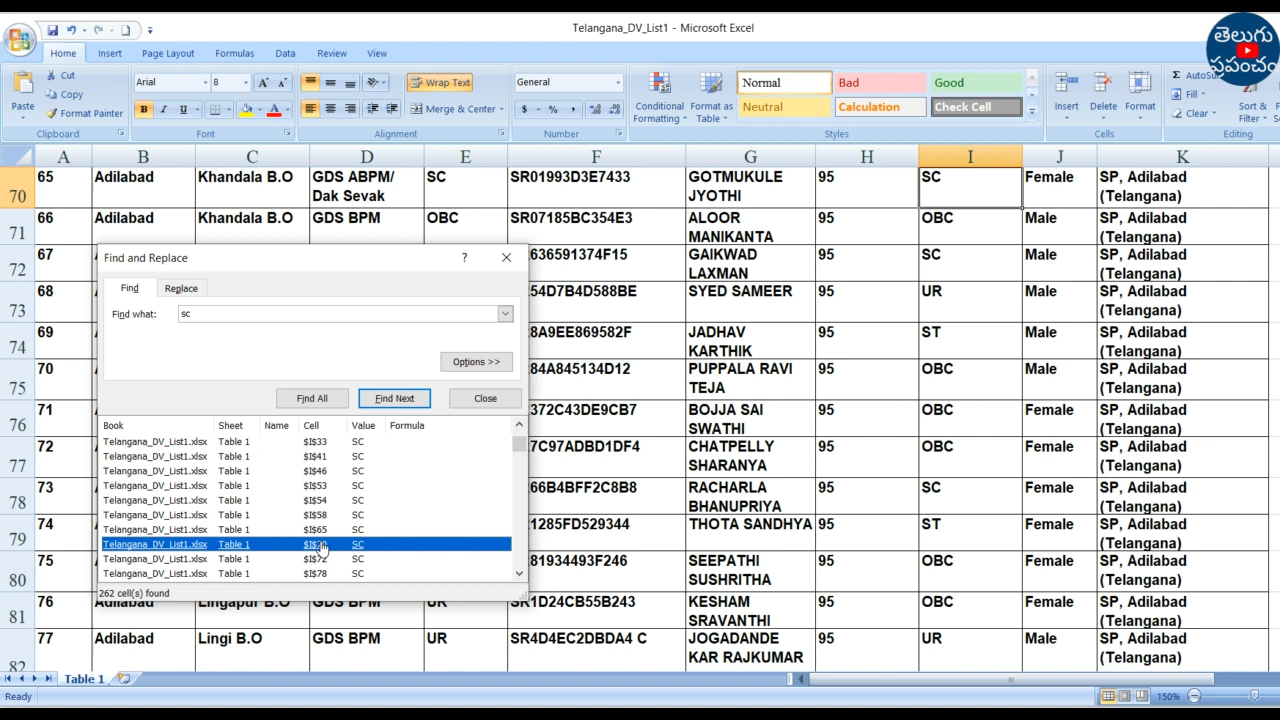 Telangana_DV_List1 - Microsoft Excel
తెలుగు
ప్రపంచం
Home Insert Page Layout Formulas Data Review View
Paste
Cut
Copy
Format Painter
Clipboard
Arial 8
B I U
Font
Wrap Text
Merge & Center
Alignment
General
$ % ,
Number
Conditional Formatting
Format as Table
Normal Bad Good
Neutral Calculation Check Cell
Styles
Insert Delete Format
Cells
Σ
Fill
Clear
Sort &
Filter
Editing
A B C D E F G H I J K
70 65 Adilabad Khandala B.O GDS ABPM/ Dak Sevak SC SR01993D3E7433 GOTMUKULE JYOTHI 95 SC Female SP, Adilabad (Telangana)
71 66 Adilabad Khandala B.O GDS BPM OBC SR07185BC354E3 ALOOR MANIKANTA 95 OBC Male SP, Adilabad (Telangana)
72 67 636591374F15 GAIKWAD LAXMAN 95 SC Male SP, Adilabad (Telangana)
73 68 54D7B4D588BE SYED SAMEER 95 UR Male SP, Adilabad (Telangana)
74 69 8A9EE869582F JADHAV KARTHIK 95 ST Male SP, Adilabad (Telangana)
75 70 84A845134D12 PUPPALA RAVI TEJA 95 OBC Male SP, Adilabad (Telangana)
76 71 372C43DE9CB7 BOJJA SAI SWATHI 95 OBC Female SP, Adilabad (Telangana)
77 72 7C97ADBD1DF4 CHATPELLY SHARANYA 95 OBC Female SP, Adilabad (Telangana)
78 73 66B4BFF2C8B8 RACHARLA BHANUPRIYA 95 SC Female SP, Adilabad (Telangana)
79 74 1285FD529344 THOTA SANDHYA 95 ST Female SP, Adilabad (Telangana)
80 75 81934493F246 SEEPATHI SUSHRITHA 95 OBC Female SP, Adilabad (Telangana)
81 76 Adilabad Lingapur B.O GDS BPM UR SR1D24CB55B243 KESHAM SRAVANTHI 95 OBC Female SP, Adilabad (Telangana)
82 77 Adilabad Lingi B.O GDS BPM UR SR4D4EC2DBDA4 C JOGADANDE KAR RAJKUMAR 95 UR Male SP, Adilabad (Telangana)
Find and Replace ?
Find Replace
Find what: sc
Options >>
Find All Find Next Close
Book Sheet Name Cell Value Formula
Telangana_DV_List1.xlsx Table 1 $I$33 SC
Telangana_DV_List1.xlsx Table 1 $I$41 SC
Telangana_DV_List1.xlsx Table 1 $I$46 SC
Telangana_DV_List1.xlsx Table 1 $I$53 SC
Telangana_DV_List1.xlsx Table 1 $I$54 SC
Telangana_DV_List1.xlsx Table 1 $I$58 SC
Telangana_DV_List1.xlsx Table 1 $I$65 SC
Telangana_DV_List1.xlsx Table 1 SC
Telangana_DV_List1.xlsx Table 1 $I$72 SC
Telangana_DV_List1.xlsx Table 1 $I$78 SC
262 cell(s) found
Table 1
Ready
150%